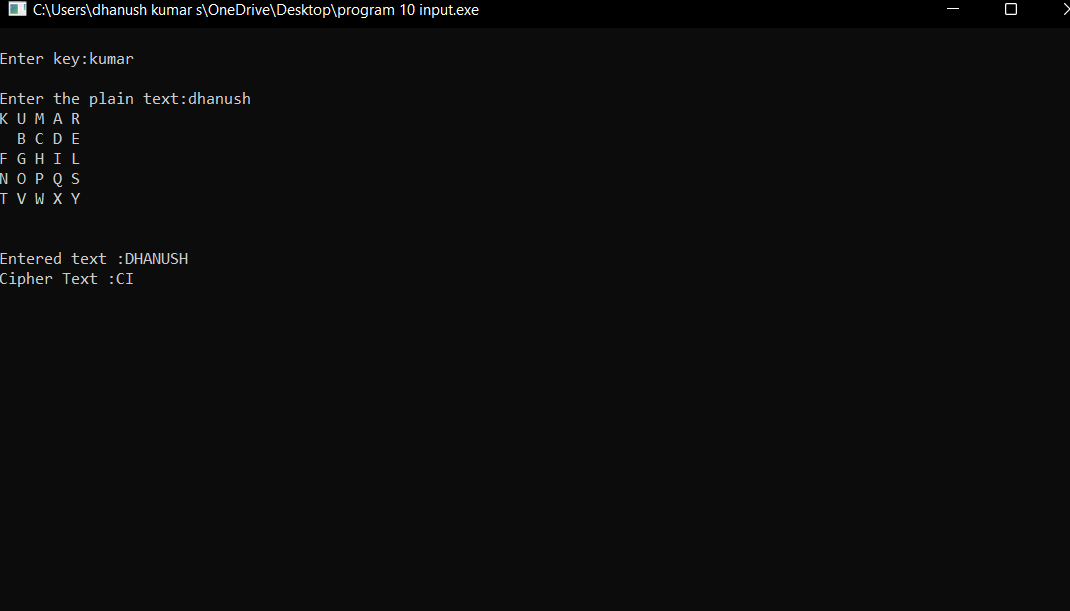 C:\Users\dhanush kumar s\OneDrive\Desktop\program 10 input.exe
Enter key:kumar
Enter the plain text:dhanush
K U M A R
  B C D E
F G H I L
N O P Q S
T V W X Y
Entered text :DHANUSH
Cipher Text :CI